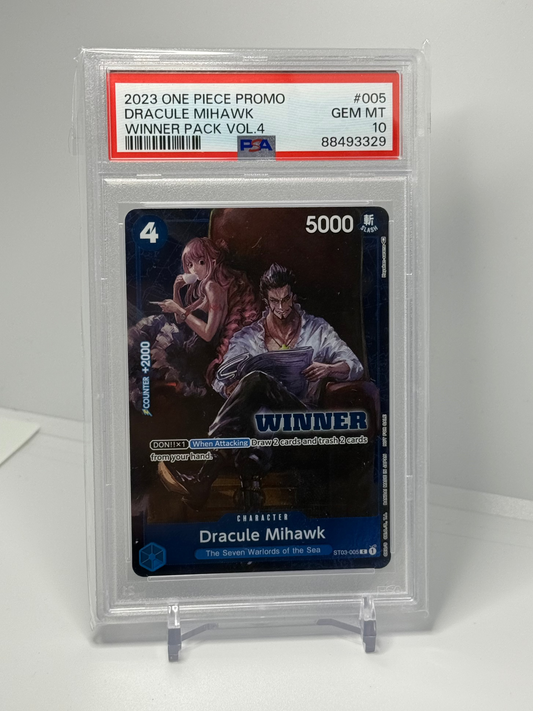 2023 ONE PIECE PROMO #005
DRACULE MIHAWK GEM MT
WINNER PACK VOL.4 10
PSA 88493329
4 5000 斬
SLASH
COUNTER +2000
WINNER
DON!!×1 When Attacking Draw 2 cards and trash 2 cards
from your hand.
CHARACTER
Dracule Mihawk
The Seven Warlords of the Sea
ST03-005 C 1